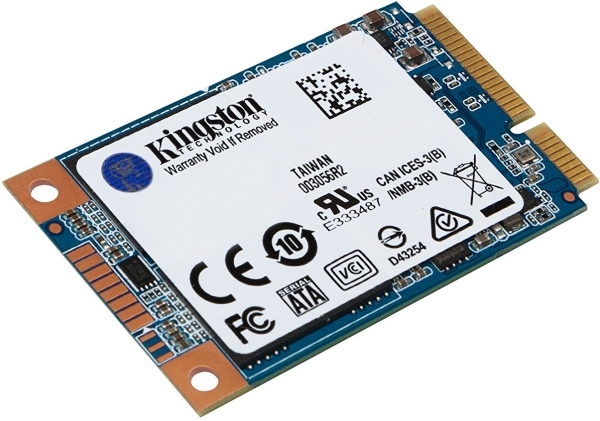 Kingston
TECHNOLOGY
Warranty Void If Removed
TAIWAN
003056R2
C RU US
E333487
CAN ICES-3(B)
/NMB-3(B)
10
CE
FC
SERIAL
ATA
VCI
D43254